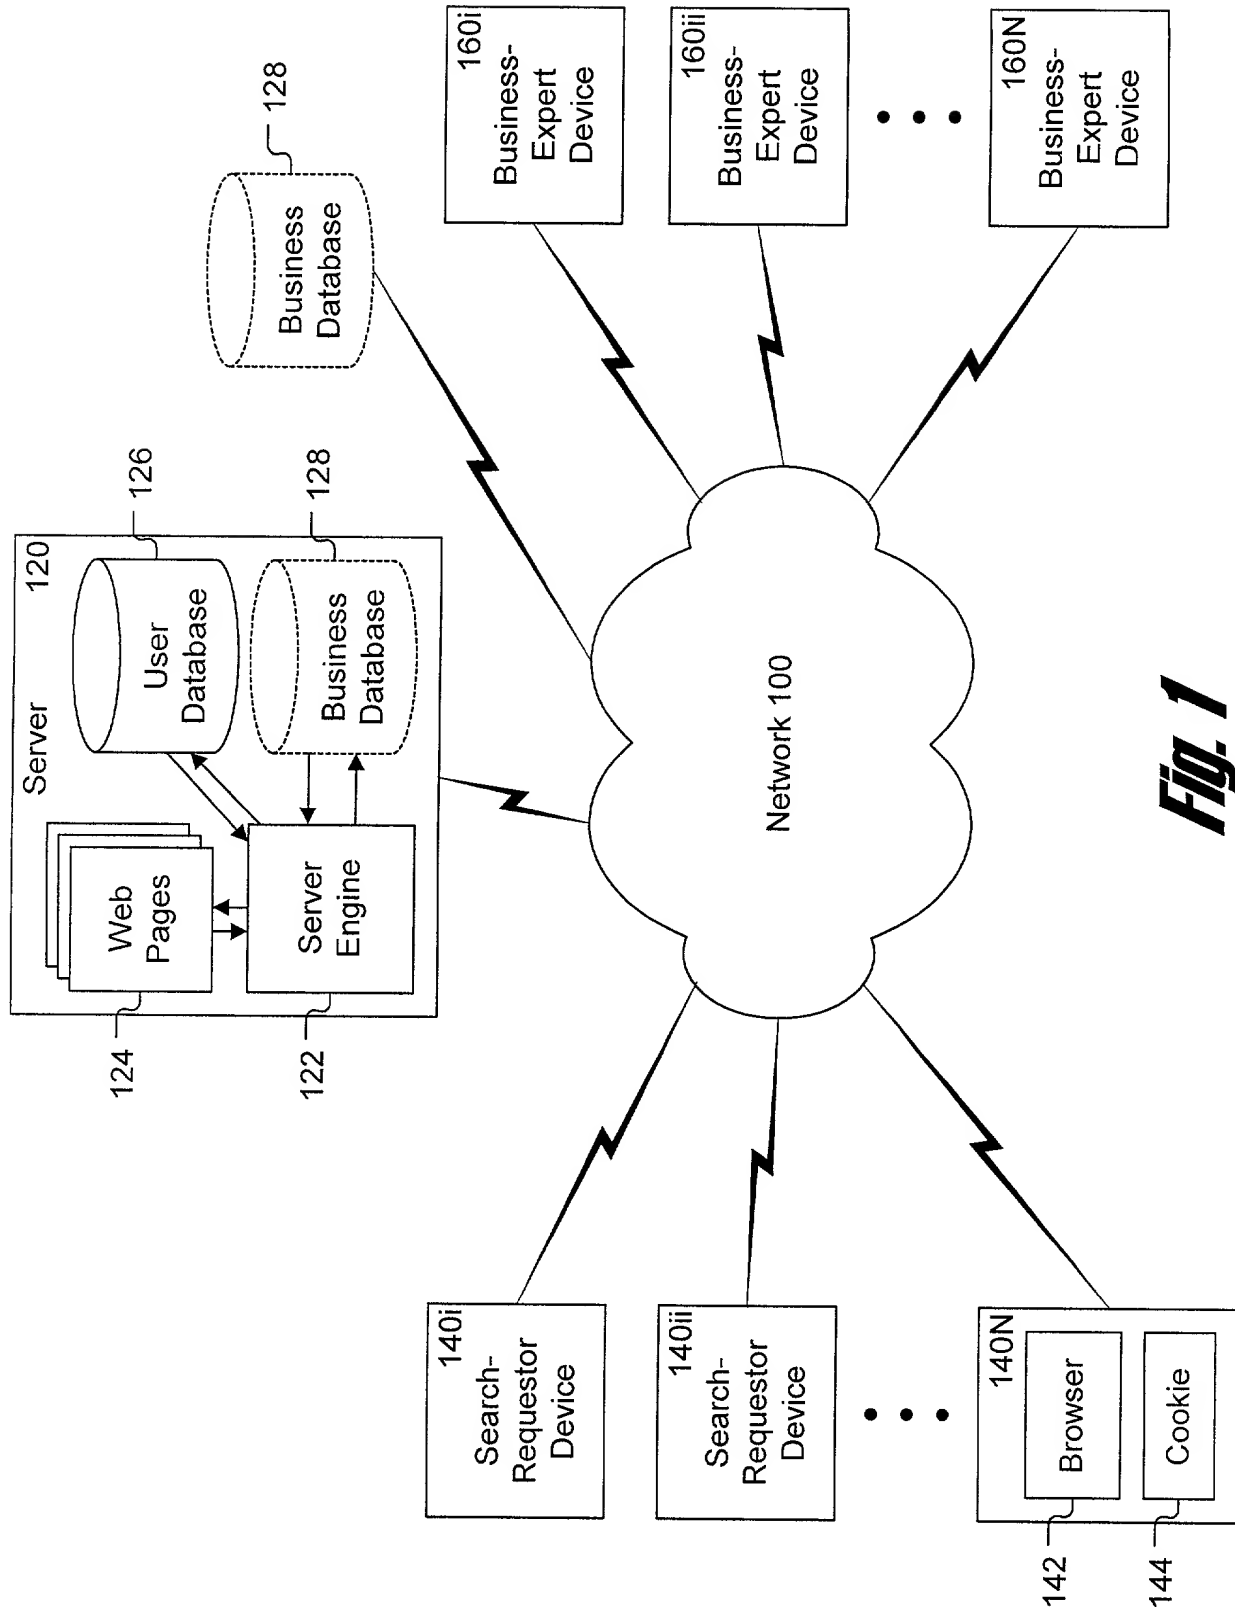 Server
120
Web
Pages
User
Database
Server
Engine
Business
Database
124
122
126
128
Business
Database
128
140i
Search-
Requestor
Device
140ii
Search-
Requestor
Device
140N
Browser
Cookie
142
144
Network 100
160i
Business-
Expert
Device
160ii
Business-
Expert
Device
160N
Business-
Expert
Device
Fig. 1